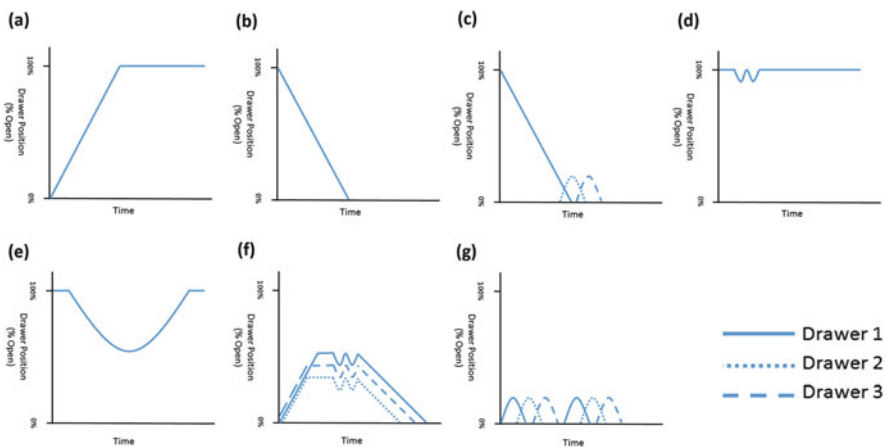 (a)
100%
Drawer Position
(% Open)
0%
Time
(b)
100%
Drawer Position
(% Open)
0%
Time
(c)
100%
Drawer Position
(% Open)
0%
Time
(d)
100%
Drawer Position
(% Open)
0%
Time
(e)
100%
Drawer Position
(% Open)
0%
Time
(f)
100%
Drawer Position
(% Open)
0%
Time
(g)
100%
Drawer Position
(% Open)
0%
Time
Drawer 1
Drawer 2
Drawer 3